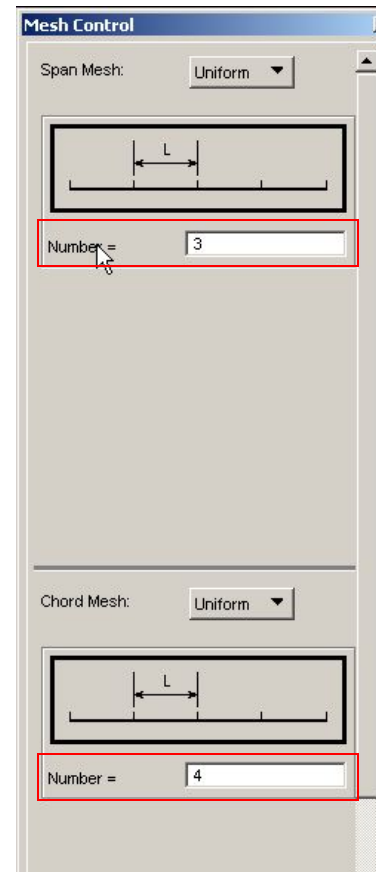 Mesh Control
Span Mesh: Uniform
L
Number = 3
Chord Mesh: Uniform
L
Number = 4